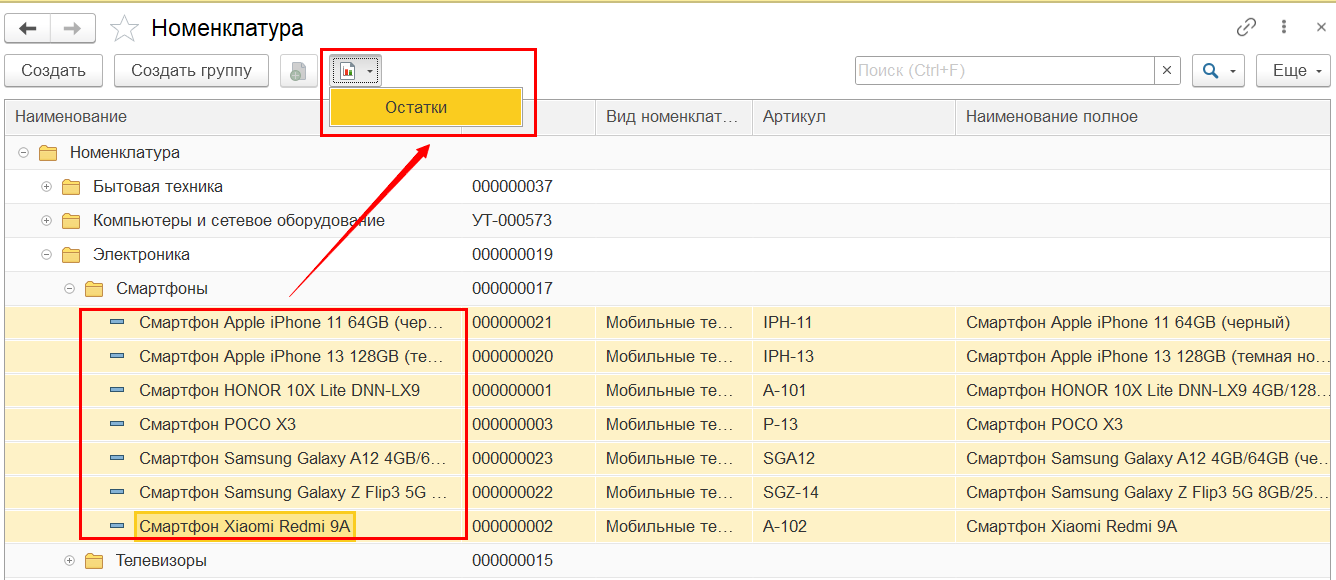 Номенклатура
Создать Создать группу Поиск (Ctrl+F) × Еще
Остатки
Наименование Вид номенклат... Артикул Наименование полное
Номенклатура
Бытовая техника 000000037
Компьютеры и сетевое оборудование УТ-000573
Электроника 000000019
Смартфоны 000000017
Смартфон Apple iPhone 11 64GB (чер... 000000021 Мобильные те... IPH-11 Смартфон Apple iPhone 11 64GB (черный)
Смартфон Apple iPhone 13 128GB (те... 000000020 Мобильные те... IPH-13 Смартфон Apple iPhone 13 128GB (темная но...
Смартфон HONOR 10X Lite DNN-LX9 000000001 Мобильные те... А-101 Смартфон HONOR 10X Lite DNN-LX9 4GB/128...
Смартфон POCO X3 000000003 Мобильные те... P-13 Смартфон POCO X3
Смартфон Samsung Galaxy A12 4GB/6... 000000023 Мобильные те... SGA12 Смартфон Samsung Galaxy A12 4GB/64GB (че...
Смартфон Samsung Galaxy Z Flip3 5G ... 000000022 Мобильные те... SGZ-14 Смартфон Samsung Galaxy Z Flip3 5G 8GB/25...
Смартфон Xiaomi Redmi 9A 000000002 Мобильные те... А-102 Смартфон Xiaomi Redmi 9A
Телевизоры 000000015